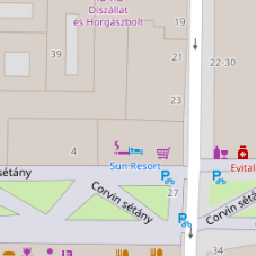 Díszállat
és Horgászbolt
19
39
21
22-30
23
4
Sun Resort
Evital
sétány
Corvin sétány
27
Corvin sétány
34